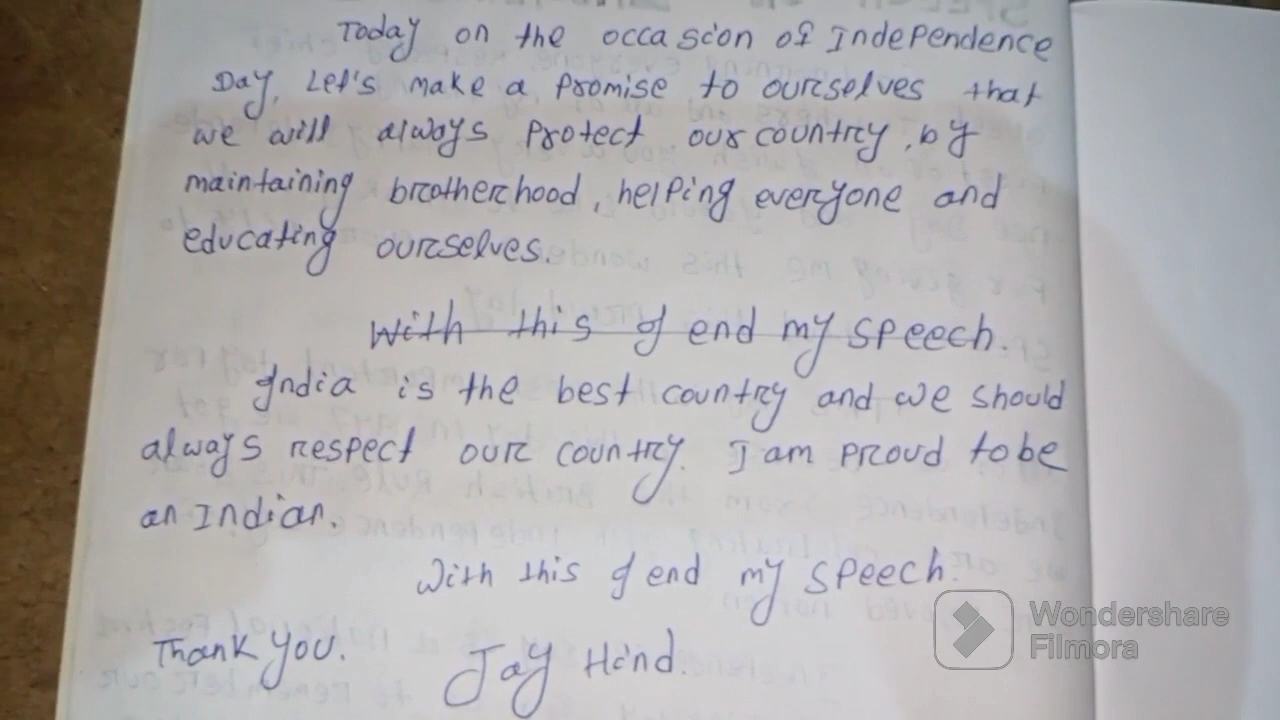 Today on the occasion of Independence
Day, Let's make a promise to ourselves that
we will always protect our country, by
maintaining brotherhood, helping everyone and
educating ourselves.
With this I end my speech.
India is the best country and we should
always respect our country. I am proud to be
an Indian.
With this I end my speech.
Thank you. Jay Hind.
Wondershare
Filmora